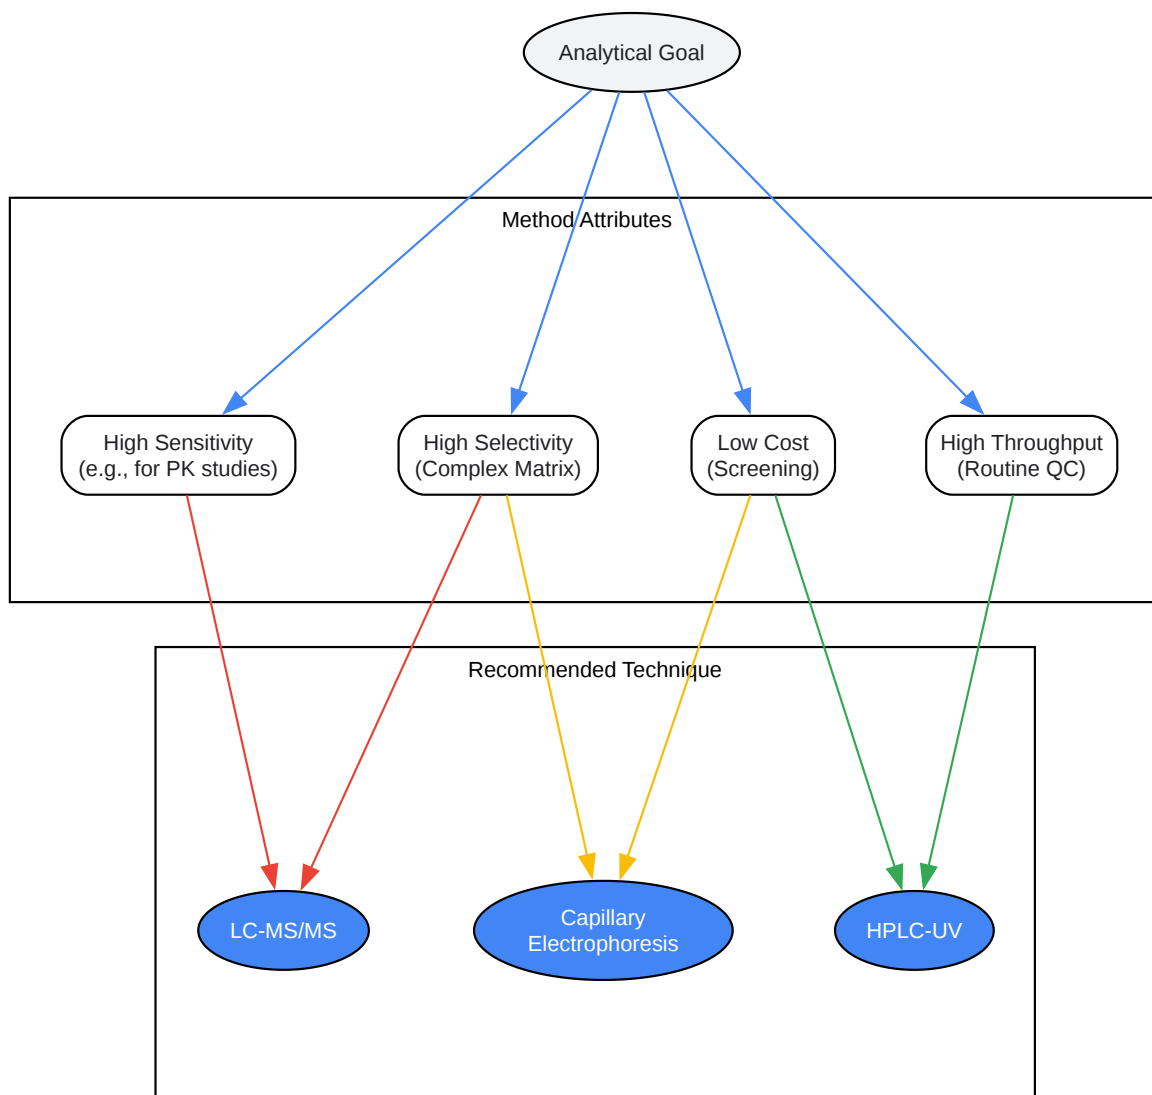 Analytical Goal
Method Attributes
High Sensitivity
(e.g., for PK studies)
High Selectivity
(Complex Matrix)
Low Cost
(Screening)
High Throughput
(Routine QC)
Recommended Technique
LC-MS/MS
Capillary
Electrophoresis
HPLC-UV